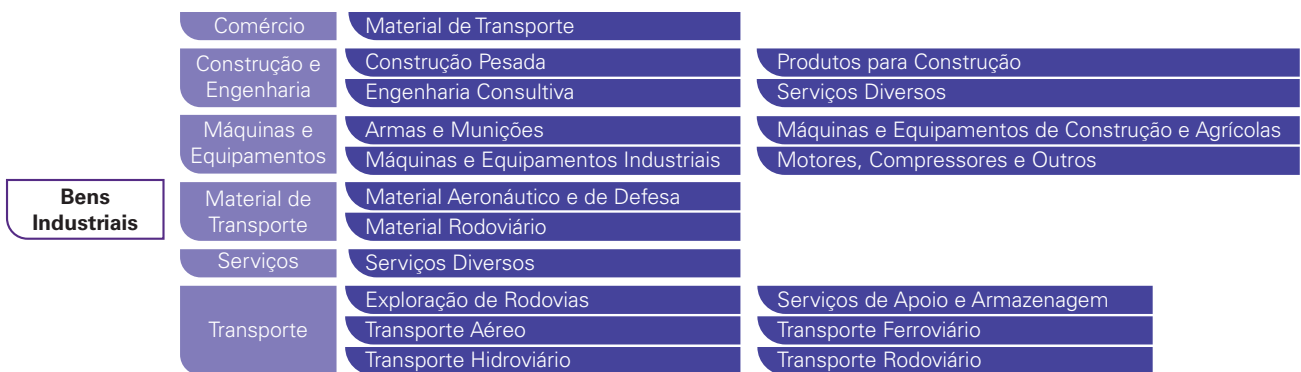 Bens
Industriais
Comércio
Material de Transporte
Construção e
Engenharia
Construção Pesada
Produtos para Construção
Engenharia Consultiva
Serviços Diversos
Máquinas e
Equipamentos
Armas e Munições
Máquinas e Equipamentos de Construção e Agrícolas
Máquinas e Equipamentos Industriais
Motores, Compressores e Outros
Material de
Transporte
Material Aeronáutico e de Defesa
Material Rodoviário
Serviços
Serviços Diversos
Transporte
Exploração de Rodovias
Serviços de Apoio e Armazenagem
Transporte Aéreo
Transporte Ferroviário
Transporte Hidroviário
Transporte Rodoviário